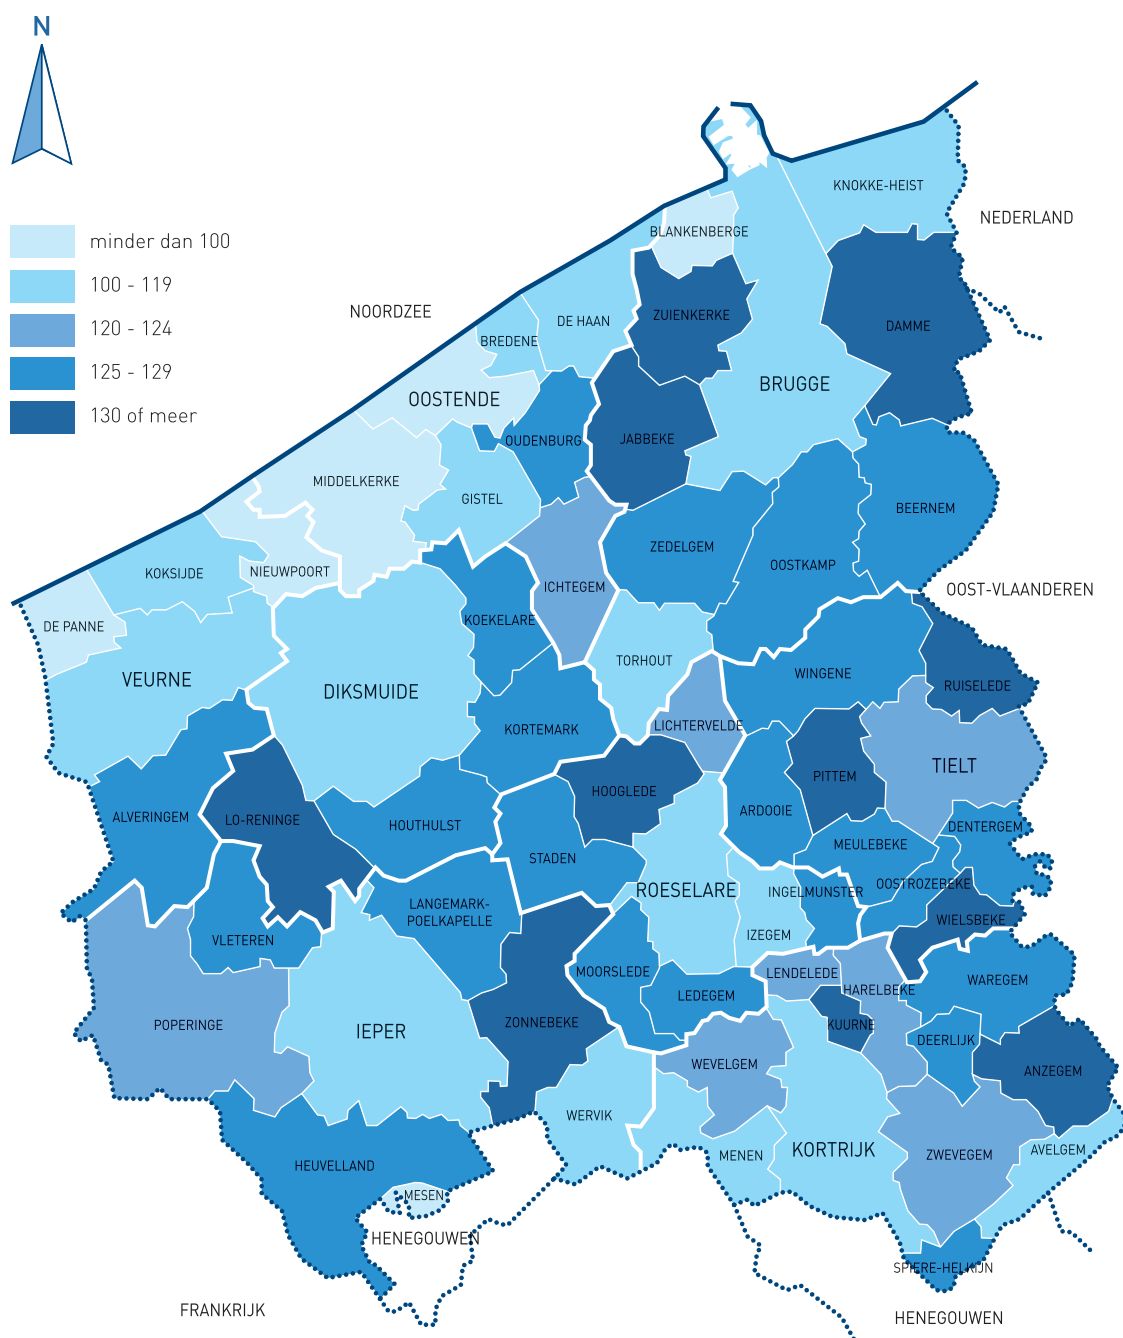 N
minder dan 100
100 - 119
120 - 124
125 - 129
130 of meer
NOORDZEE
NEDERLAND
OOST-VLAANDEREN
FRANKRIJK
HENEGOUWEN
HENEGOUWEN
KNOKKE-HEIST
BLANKENBERGE
ZUIENKERKE
DAMME
DE HAAN
BREDENE
BRUGGE
OOSTENDE
OUDENBURG
JABBEKE
MIDDELKERKE
GISTEL
BEERNEM
ZEDELGEM
OOSTKAMP
KOKSIJDE
NIEUWPOORT
ICHTEGEM
DE PANNE
KOEKELARE
VEURNE
DIKSMUIDE
TORHOUT
WINGENE
RUISELEDE
KORTEMARK
LICHTERVELDE
TIELT
PITTEM
HOOGLEDE
ARDOOIE
ALVERINGEM
LO-RENINGE
HOUTHULST
DENTERGEM
MEULEBEKE
STADEN
OOSTROZEBEKE
ROESELARE
INGELMUNSTER
LANGEMARK-
POELKAPELLE
WIELSBEKE
IZEGEM
VLETEREN
MOORSLEDE
LENDELEDE
HARELBEKE
WAREGEM
LEDEGEM
POPERINGE
IEPER
ZONNEBEKE
KUURNE
DEERLIJK
WEVELGEM
ANZEGEM
WERVIK
MENEN
KORTRIJK
ZWEVEGEM
AVELGEM
HEUVELLAND
MESEN
SPIERE-HELKIJN